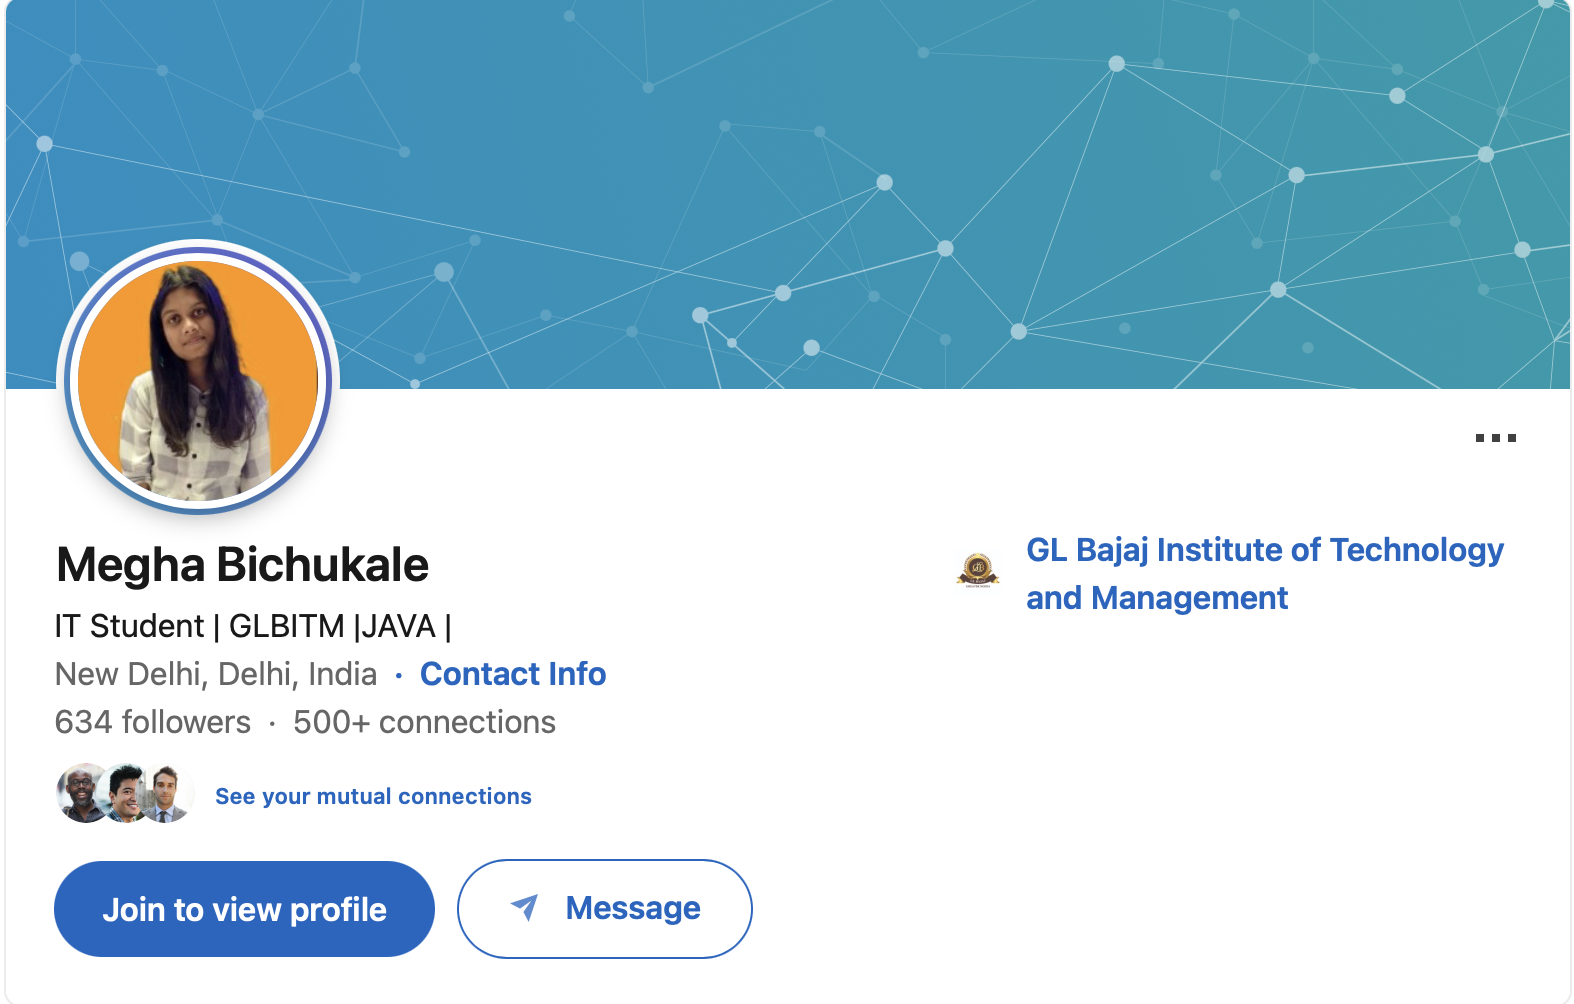 Megha Bichukale
IT Student | GLBITM |JAVA |
New Delhi, Delhi, India · Contact Info
634 followers · 500+ connections
See your mutual connections
Join to view profile
Message
GL Bajaj Institute of Technology
and Management